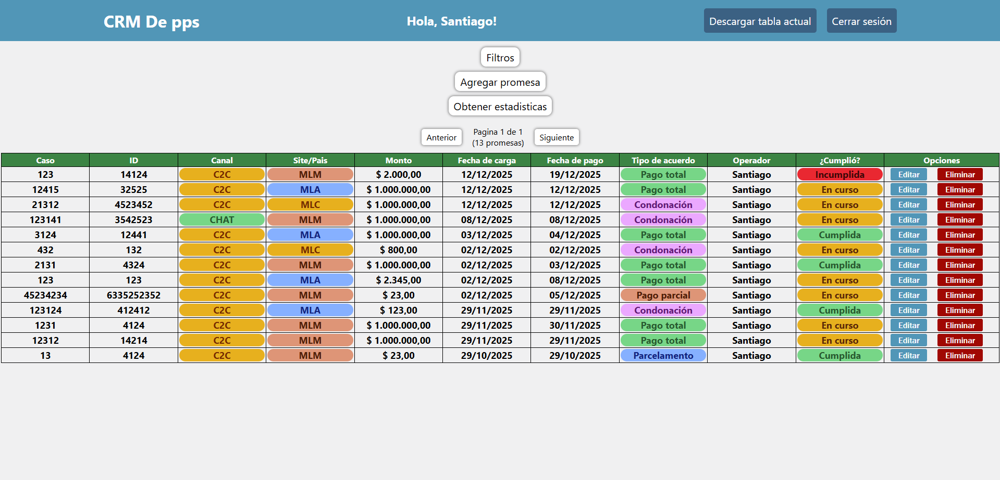 CRM De pps
Hola, Santiago!
Descargar tabla actual
Cerrar sesión
Filtros
Agregar promesa
Obtener estadisticas
Anterior
Pagina 1 de 1
(13 promesas)
Siguiente
Caso ID Canal Site/Pais Monto Fecha de carga Fecha de pago Tipo de acuerdo Operador ¿Cumplió? Opciones
123 14124 C2C MLM $ 2.000,00 12/12/2025 19/12/2025 Pago total Santiago Incumplida Editar Eliminar
12415 32525 C2C MLA $ 1.000.000,00 12/12/2025 12/12/2025 Pago total Santiago En curso Editar Eliminar
21312 4523452 C2C MLC $ 1.000.000,00 12/12/2025 12/12/2025 Condonación Santiago En curso Editar Eliminar
123141 3542523 CHAT MLM $ 1.000.000,00 08/12/2025 08/12/2025 Condonación Santiago En curso Editar Eliminar
3124 12441 C2C MLA $ 1.000.000,00 03/12/2025 04/12/2025 Pago total Santiago Cumplida Editar Eliminar
432 132 C2C MLC $ 800,00 02/12/2025 02/12/2025 Condonación Santiago En curso Editar Eliminar
2131 4324 C2C MLM $ 1.000.000,00 02/12/2025 03/12/2025 Pago total Santiago Cumplida Editar Eliminar
123 123 C2C MLA $ 2.345,00 02/12/2025 08/12/2025 Pago total Santiago En curso Editar Eliminar
45234234 6335252352 C2C MLM $ 23,00 02/12/2025 05/12/2025 Pago parcial Santiago En curso Editar Eliminar
123124 412412 C2C MLA $ 123,00 29/11/2025 29/11/2025 Condonación Santiago Cumplida Editar Eliminar
1231 4124 C2C MLM $ 1.000.000,00 29/11/2025 30/11/2025 Pago total Santiago En curso Editar Eliminar
12312 14214 C2C MLM $ 1.000.000,00 29/11/2025 29/11/2025 Pago total Santiago En curso Editar Eliminar
13 4124 C2C MLM $ 23,00 29/10/2025 29/10/2025 Parcelamento Santiago Cumplida Editar Eliminar